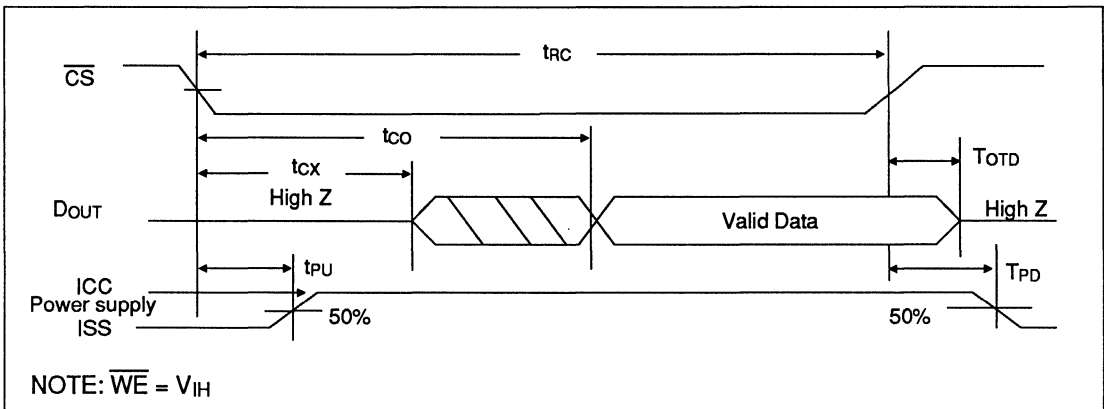 tRC
CS
tCO
tCX
TOTD
High Z
DOUT
Valid Data
High Z
tPU
TPD
ICC
Power supply
ISS
50%
50%
NOTE: WE = VIH